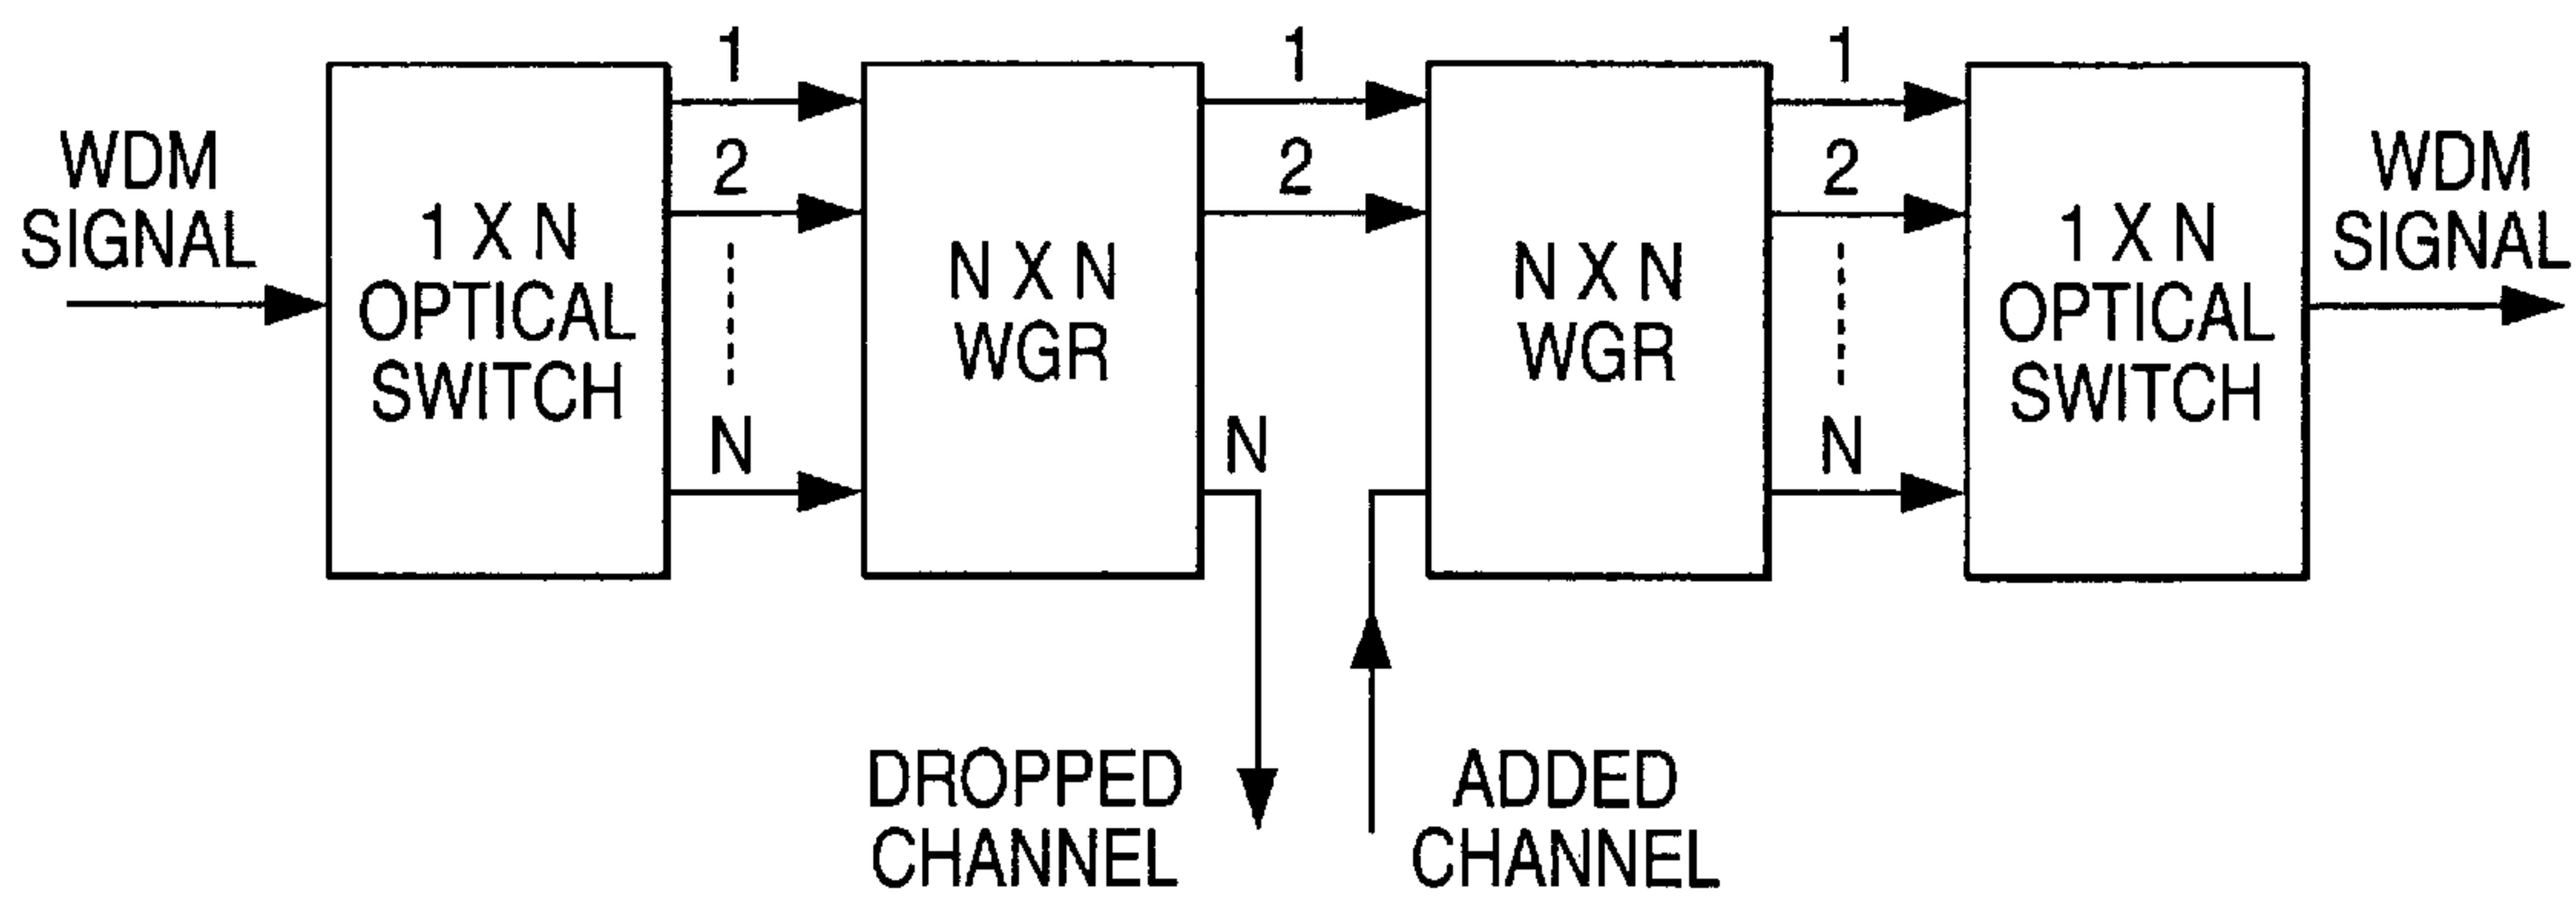 WDM
SIGNAL
1 X N
OPTICAL
SWITCH
1
2
N
N X N
WGR
1
2
N
DROPPED
CHANNEL
ADDED
CHANNEL
N X N
WGR
1
2
N
1 X N
OPTICAL
SWITCH
WDM
SIGNAL